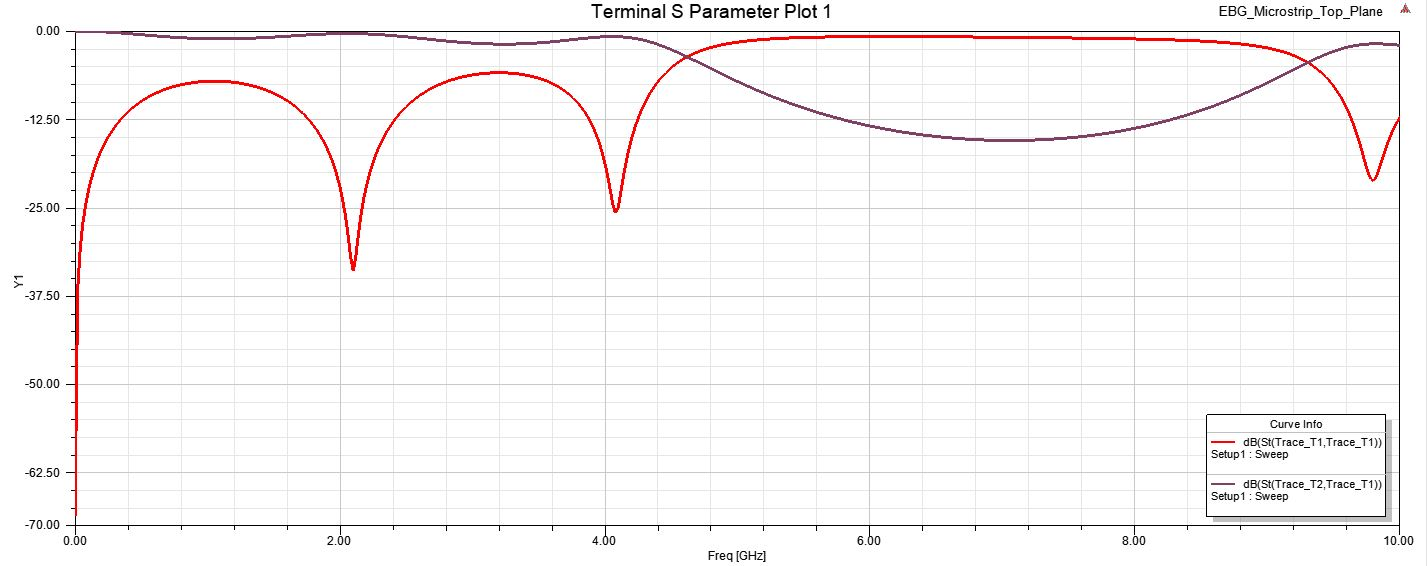 Terminal S Parameter Plot 1
EBG_Microstrip_Top_Plane
0.00
-12.50
-25.00
-37.50
-50.00
-62.50
-70.00
Y1
0.00 2.00 4.00 6.00 8.00 10.00
Freq [GHz]
Curve Info
dB(St(Trace_T1,Trace_T1))
Setup1 : Sweep
dB(St(Trace_T2,Trace_T1))
Setup1 : Sweep